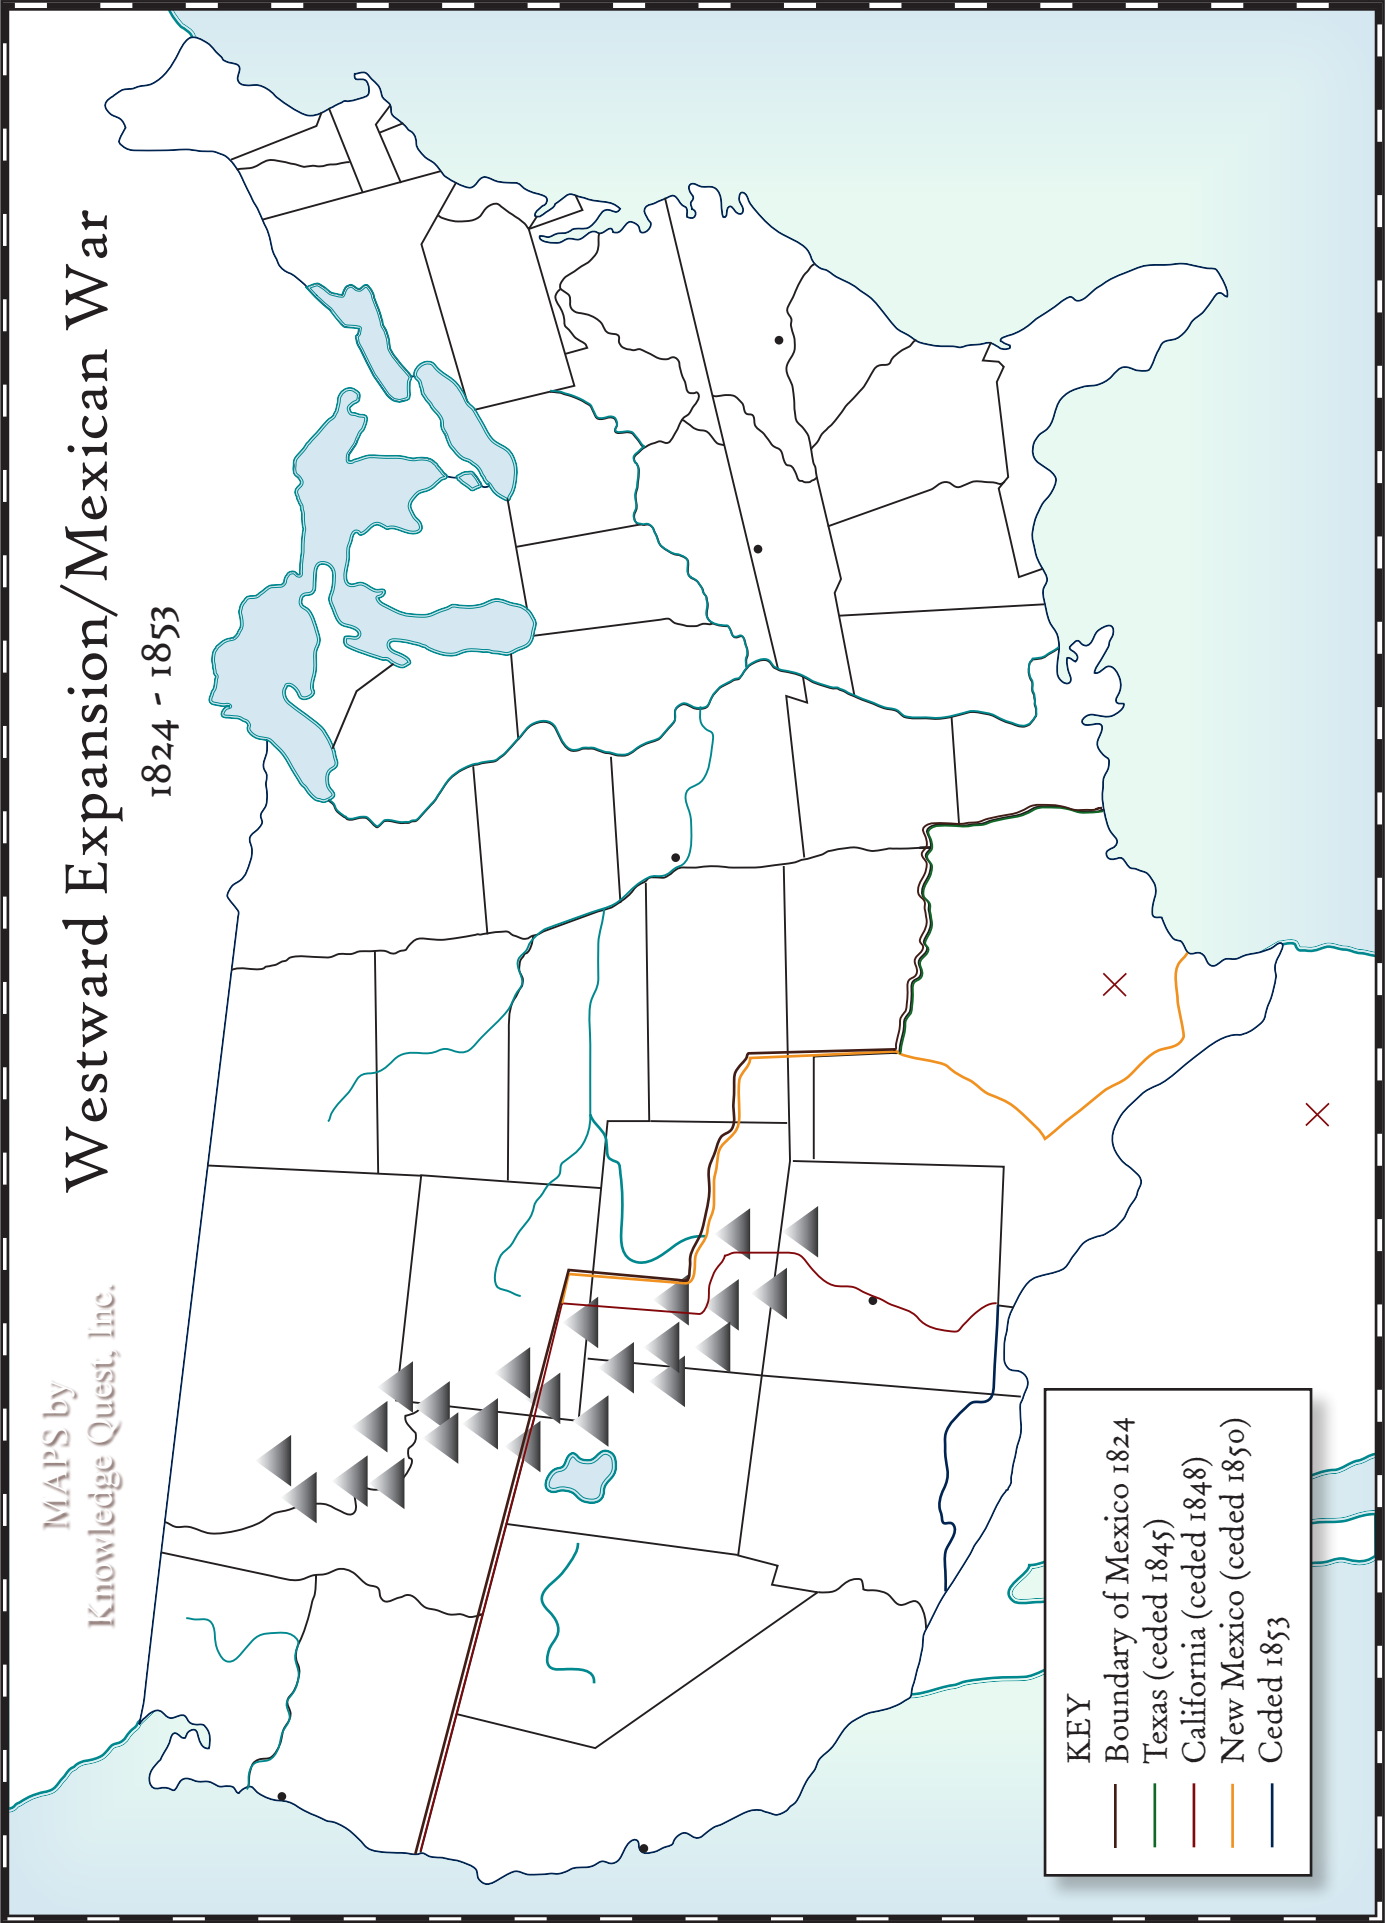 Westward Expansion/Mexican War
1824 - 1853
MAPS by
Knowledge Quest, Inc.
KEY
Boundary of Mexico 1824
Texas (ceded 1845)
California (ceded 1848)
New Mexico (ceded 1850)
Ceded 1853